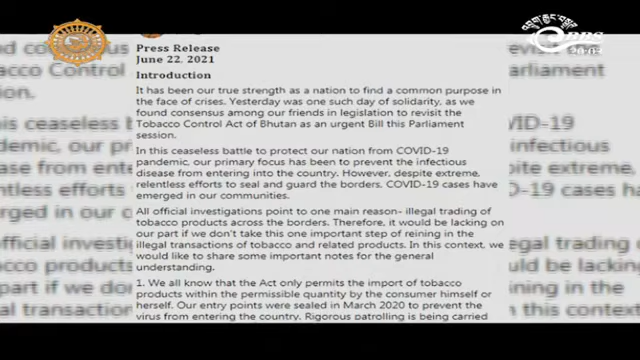 BBS
Press Release
June 22, 2021
Introduction
It has been our true strength as a nation to find a common purpose in
the face of crises. Yesterday was one such day of solidarity, as we
found consensus among our friends in legislation to revisit the
Tobacco Control Act of Bhutan as an urgent Bill this Parliament
session.
In this ceaseless battle to protect our nation from COVID-19
pandemic, our primary focus has been to prevent the infectious
disease from entering into the country. However, despite extreme,
relentless efforts to seal and guard the borders, COVID-19 cases have
emerged in our communities.
All official investigations point to one main reason- illegal trading of
tobacco products across the borders. Therefore, it would be lacking on
our part if we don't take this one important step of reining in the
illegal transactions of tobacco and related products. In this context, we
would like to share some important notes for the general
understanding.
1. We all know that the Act only permits the import of tobacco
products within the permissible quantity by the consumer himself or
herself. Our entry points were sealed in March 2020 to prevent the
virus from entering the country. Rigorous patrolling is being carried